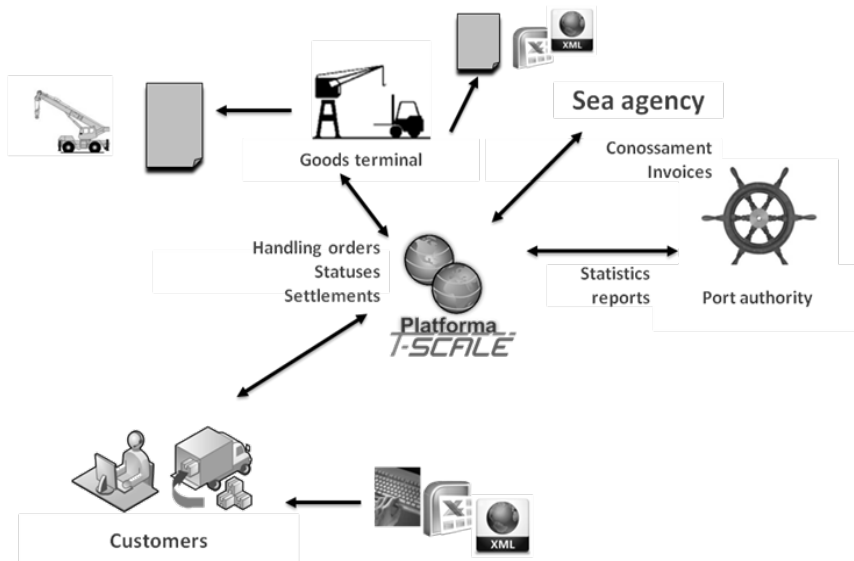 XML
Sea agency
Goods terminal
Conossament
Invoices
Handling orders
Statuses
Settlements
Statistics
reports
Port authority
Platforma
T-SCALE
Customers
XML